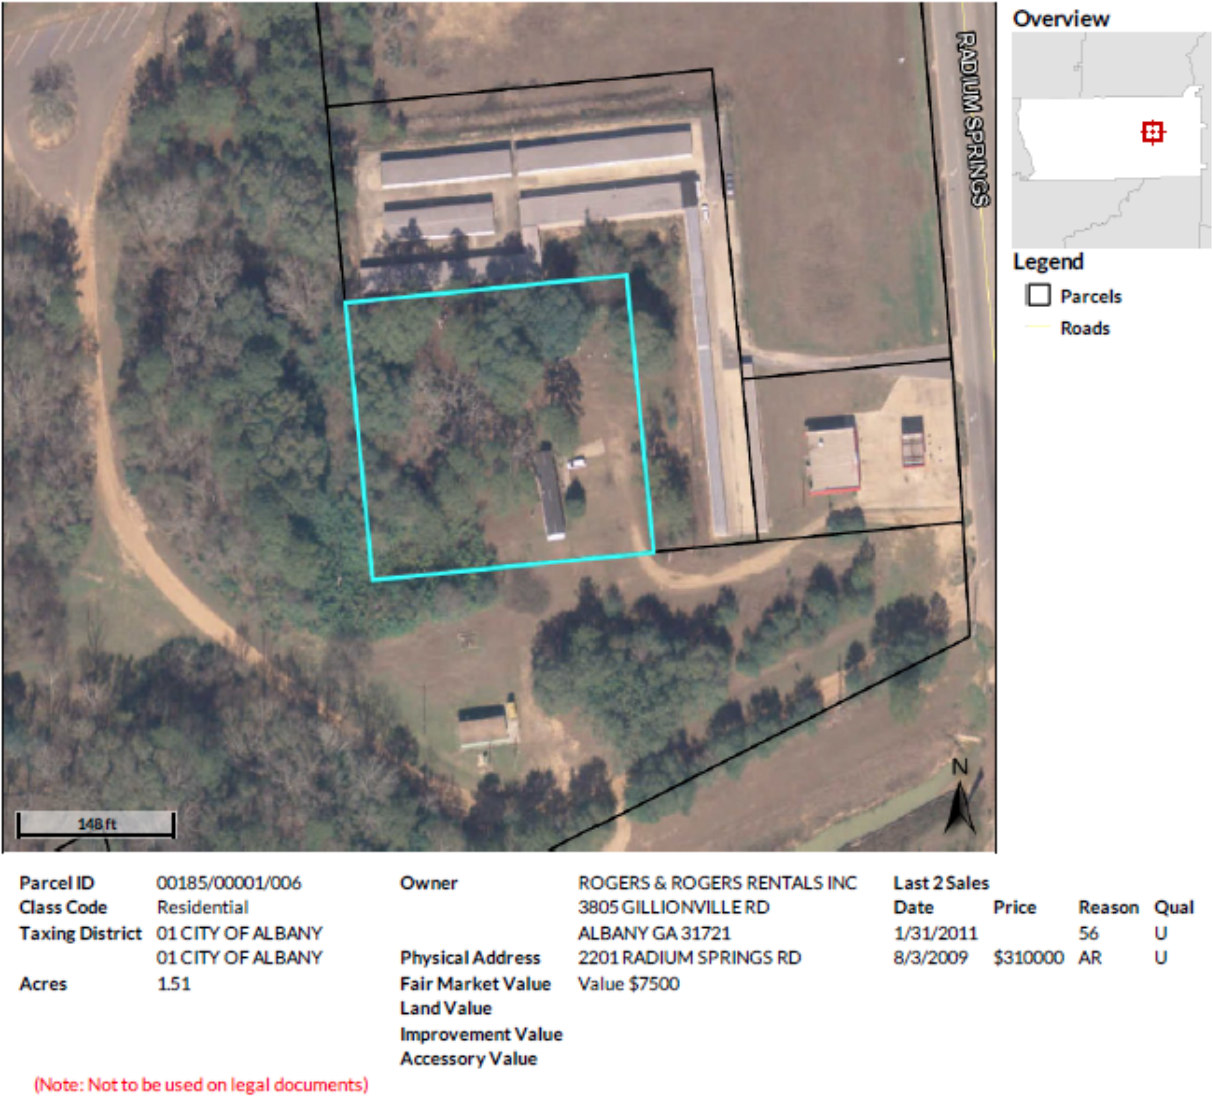 Overview
RADIUM SPRINGS
Legend
Parcels
Roads
N
148 ft
Parcel ID 00185/00001/006 Owner ROGERS & ROGERS RENTALS INC Last 2 Sales
Class Code Residential 3805 GILLIONVILLE RD Date Price Reason Qual
Taxing District 01 CITY OF ALBANY ALBANY GA 31721 1/31/2011 56 U
01 CITY OF ALBANY Physical Address 2201 RADIUM SPRINGS RD 8/3/2009 $310000 AR U
Acres 1.51 Fair Market Value Value $7500
Land Value
Improvement Value
Accessory Value
(Note: Not to be used on legal documents)